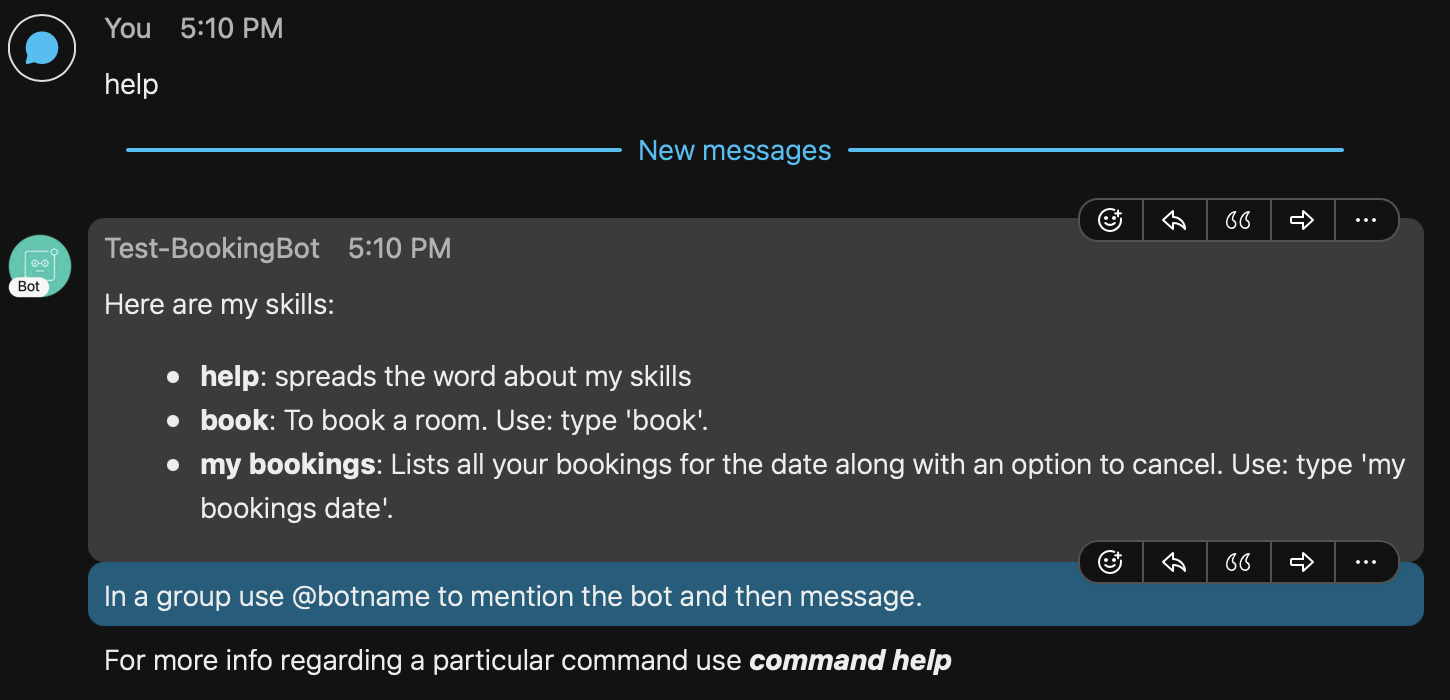 You 5:10 PM
help
New messages
Test-BookingBot 5:10 PM
Bot
Here are my skills:
help: spreads the word about my skills
book: To book a room. Use: type 'book'.
my bookings: Lists all your bookings for the date along with an option to cancel. Use: type 'my
bookings date'.
In a group use @botname to mention the bot and then message.
For more info regarding a particular command use command help